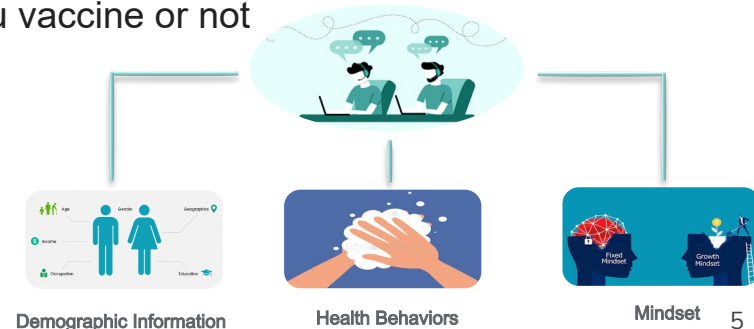 u vaccine or not
Age
Gender
Geographics
Income
Occupation
Education
Fixed
Mindset
Growth
Mindset
Demographic Information
Health Behaviors
Mindset
5